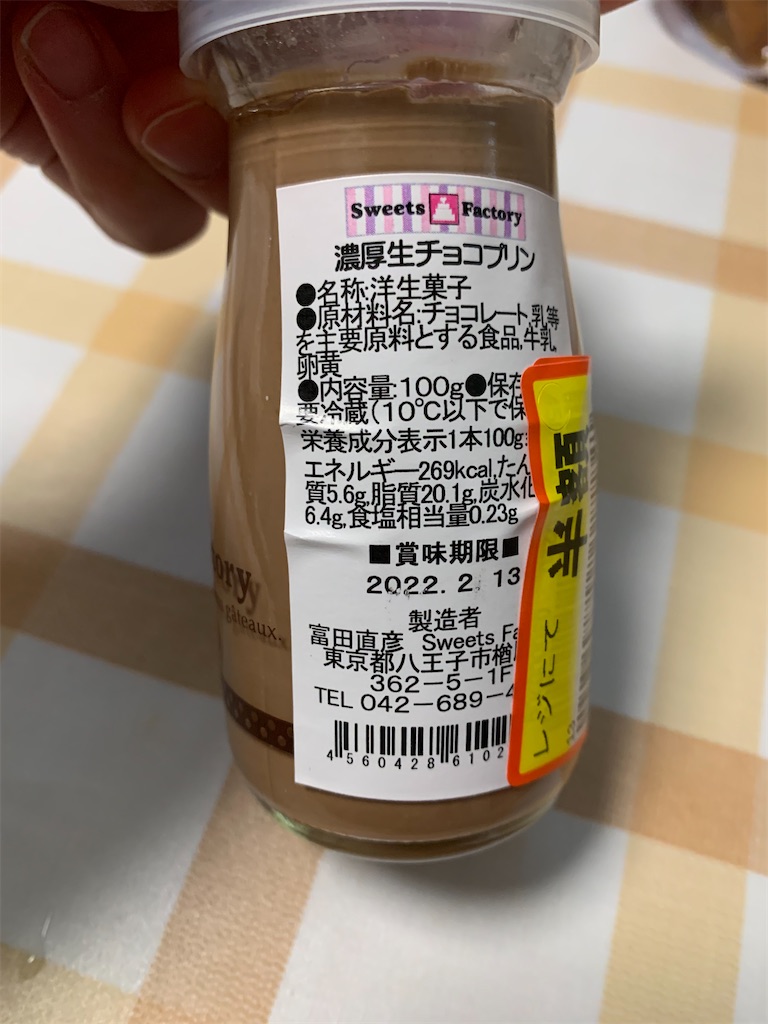 Sweets Factory
濃厚生チョコプリン
●名称:洋生菓子
●原材料名:チョコレート,乳等
を主要原料とする食品,牛乳,
卵黄
●内容量:100g●保存
要冷蔵(10℃以下で保
栄養成分表示1本100g
エネルギー269kcal,たん
質5.6g,脂質20.1g,炭水化
6.4g,食塩相当量0.23g
■賞味期限■
2022. 2. 13
製造者
富田直彦 Sweets Fa
東京都八王子市楢
362-5-1F
TEL 042-689-4
4 560428 6102
半額
レジにて
ory
gâteaux.